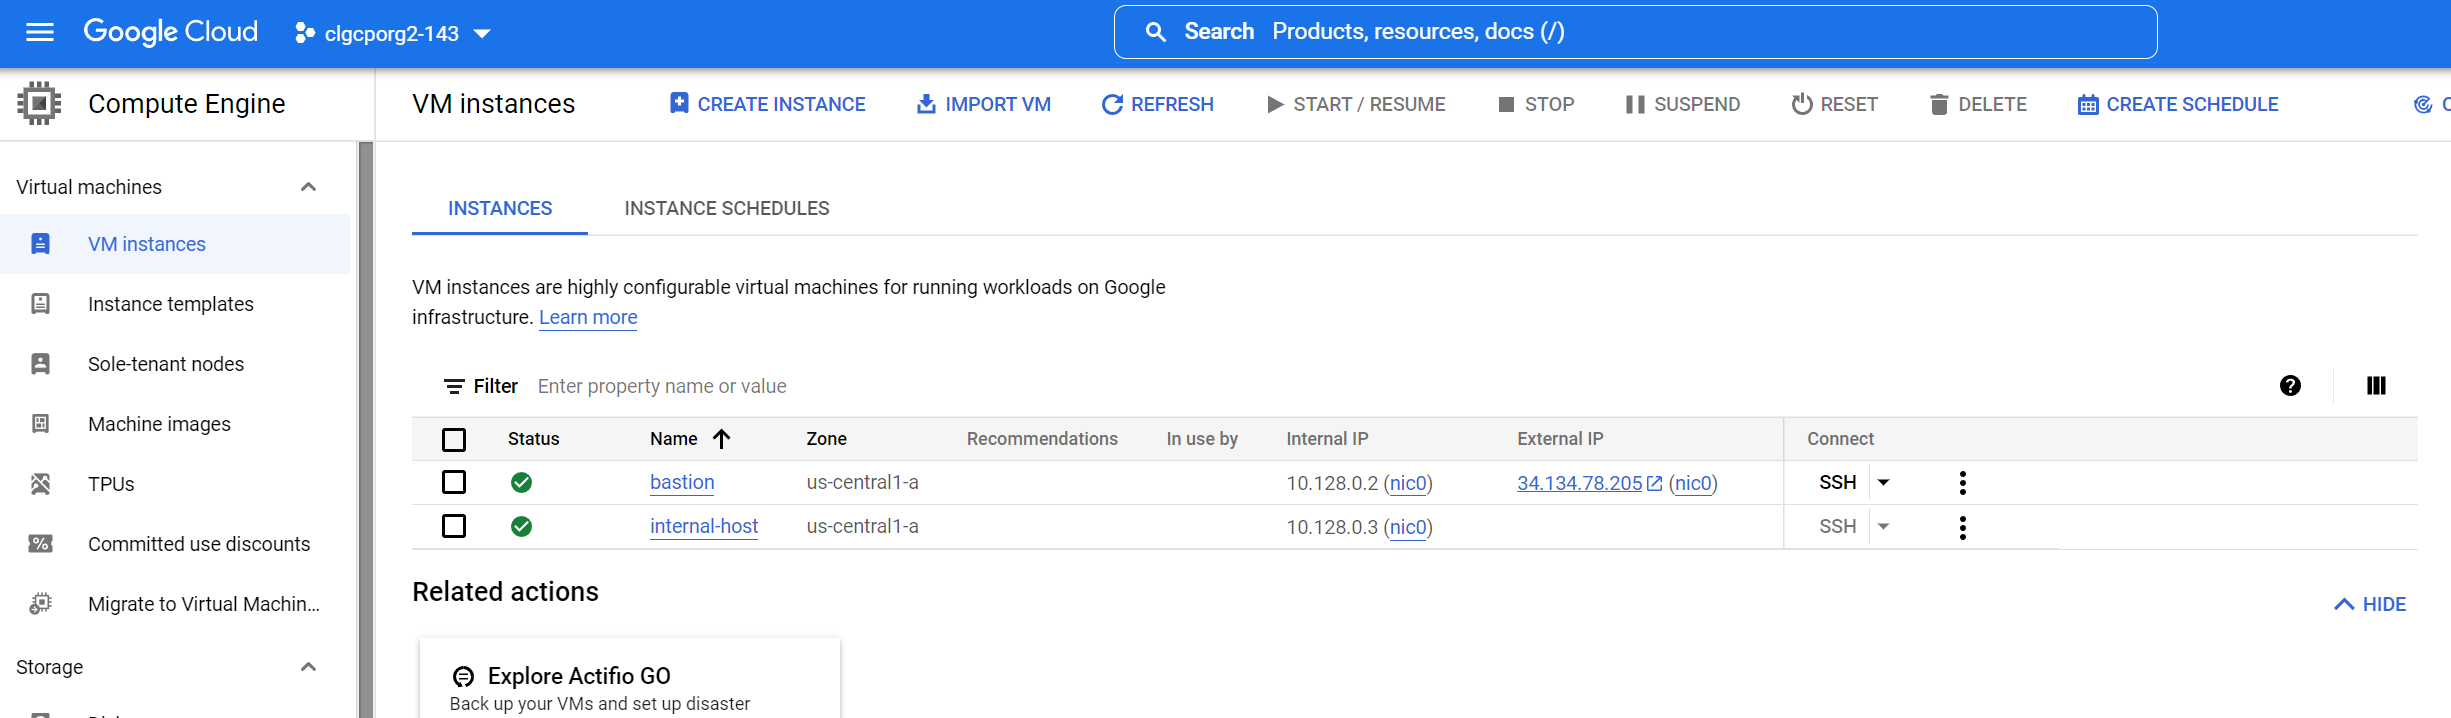 Google Cloud clgcporg2-143 Search Products, resources, docs (/)
Compute Engine VM instances CREATE INSTANCE IMPORT VM REFRESH START / RESUME STOP SUSPEND RESET DELETE CREATE SCHEDULE
Virtual machines
VM instances
Instance templates
Sole-tenant nodes
Machine images
TPUs
Committed use discounts
Migrate to Virtual Machin...
Storage
INSTANCES INSTANCE SCHEDULES
VM instances are highly configurable virtual machines for running workloads on Google
infrastructure. Learn more
Filter Enter property name or value
Status Name Zone Recommendations In use by Internal IP External IP Connect
bastion us-central1-a 10.128.0.2 (nic0) 34.134.78.205 (nic0) SSH
internal-host us-central1-a 10.128.0.3 (nic0) SSH
Related actions
HIDE
Explore Actifio GO
Back up your VMs and set up disaster